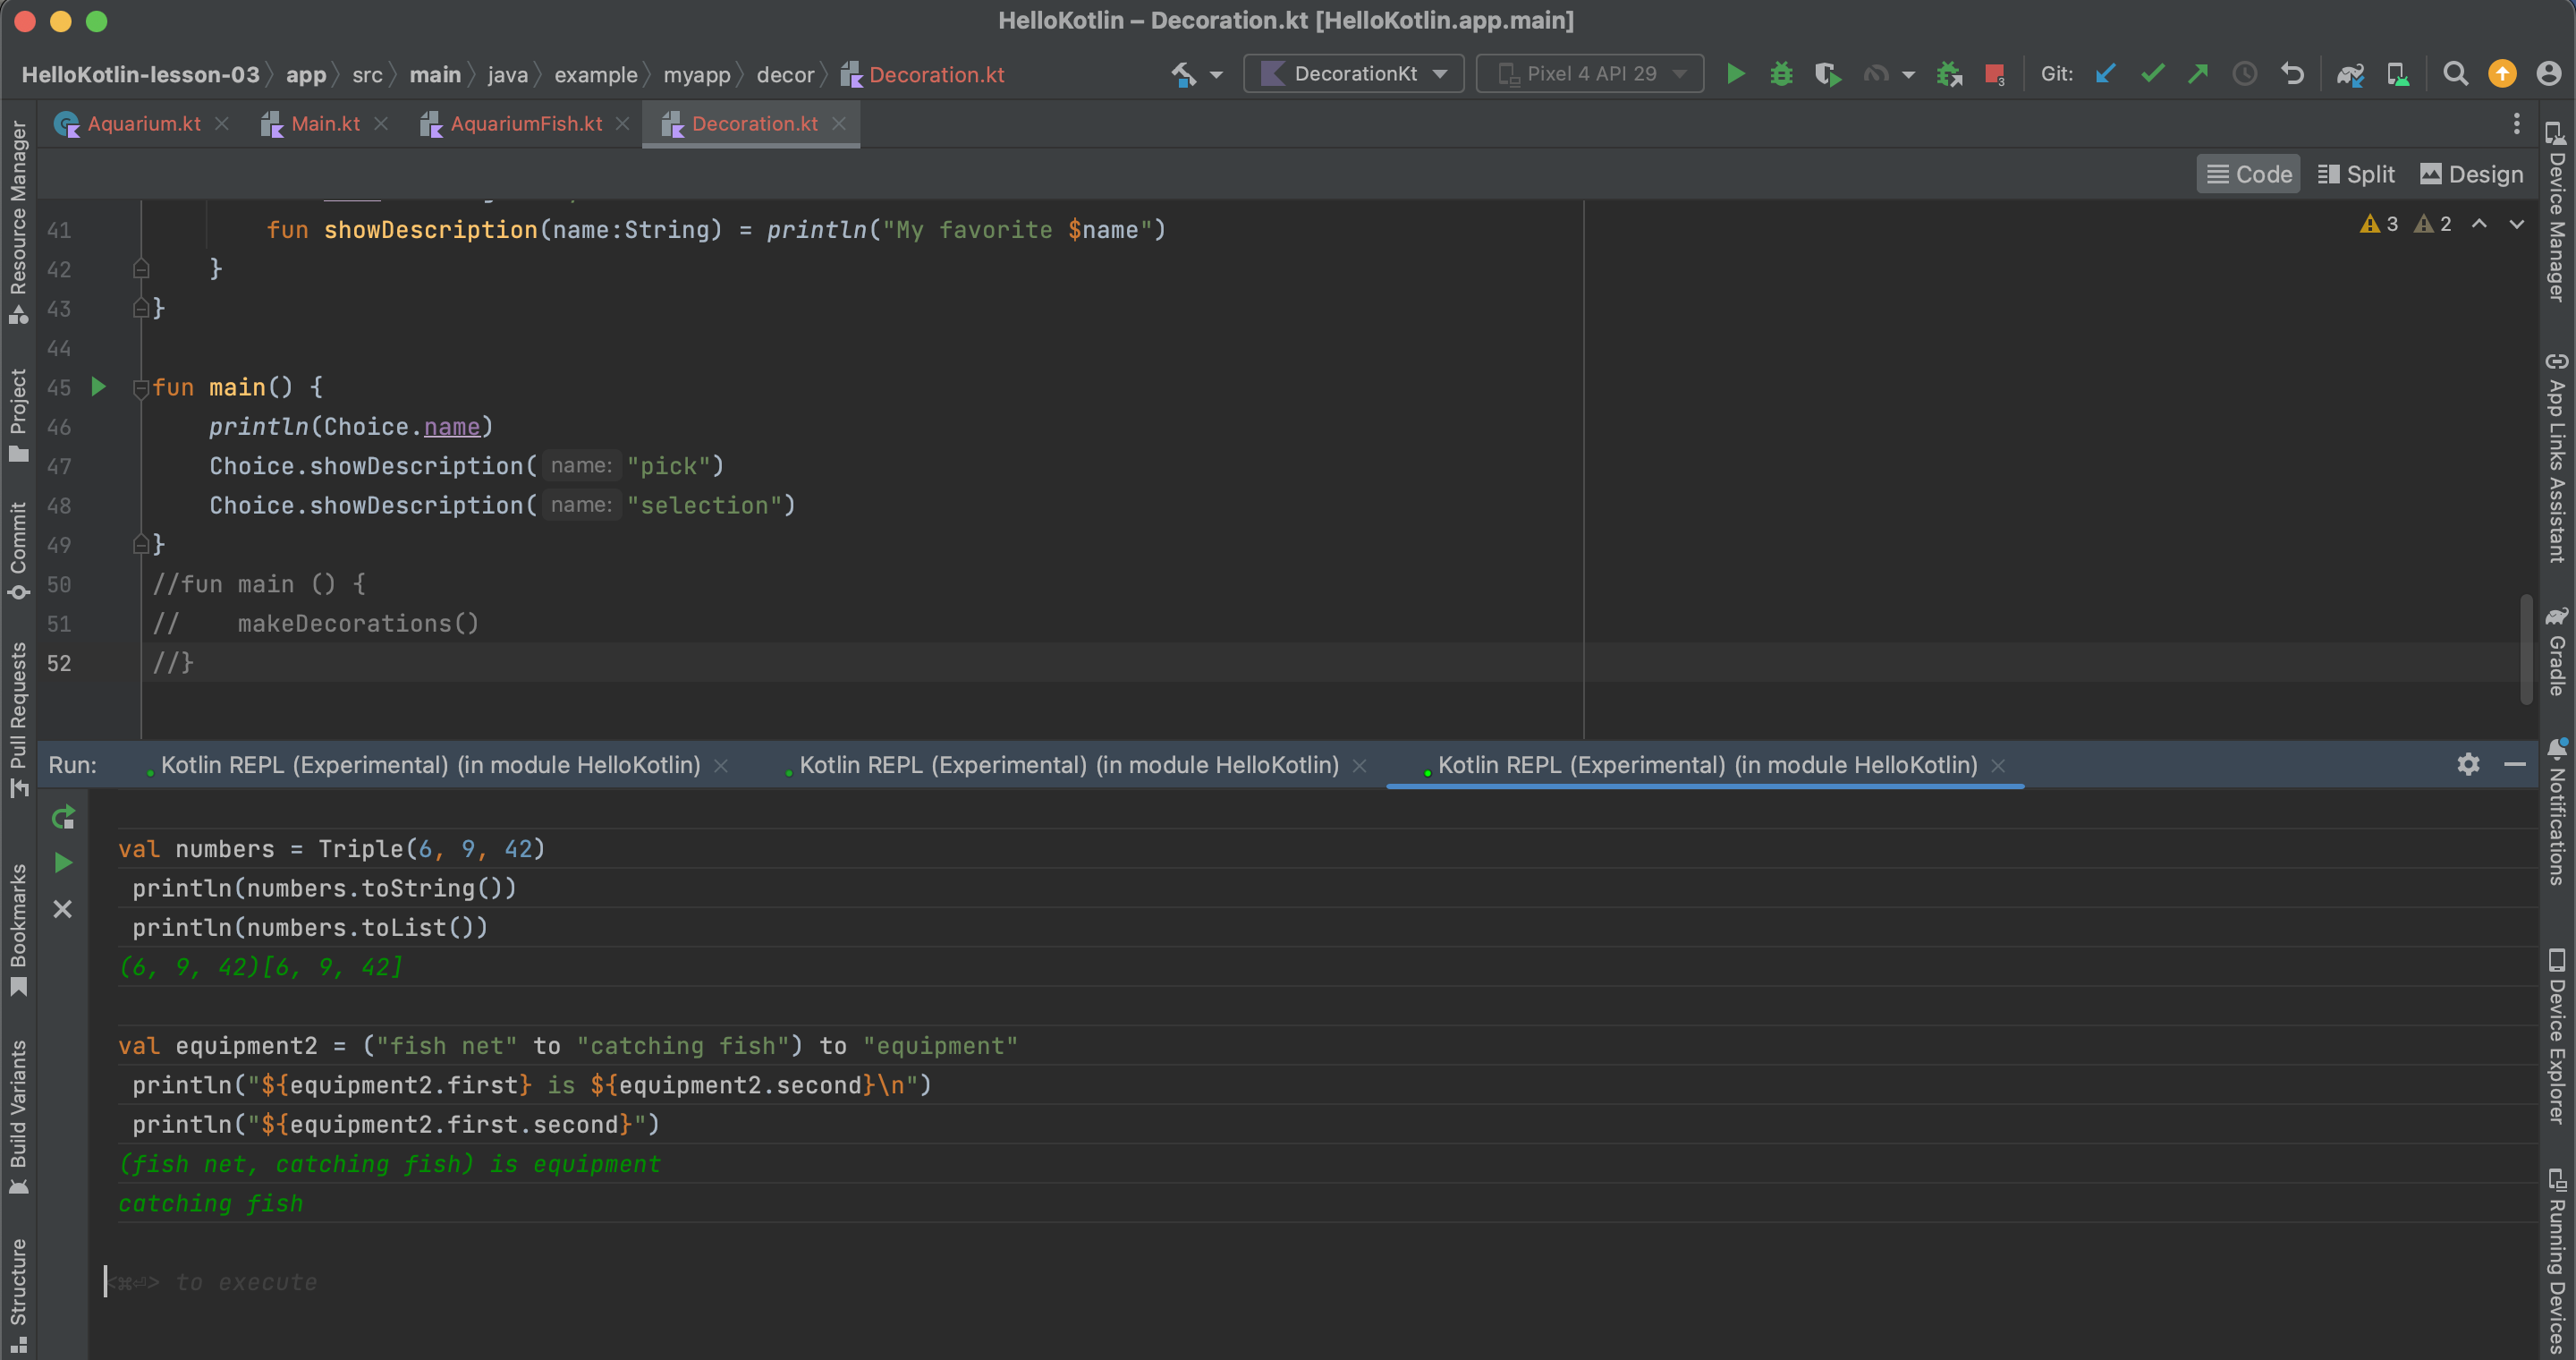 HelloKotlin – Decoration.kt [HelloKotlin.app.main]
HelloKotlin-lesson-03 app src main java example myapp decor Decoration.kt DecorationKt Pixel 4 API 29 3 Git:
Aquarium.kt Main.kt AquariumFish.kt Decoration.kt
Code Split Design
3 2
41 fun showDescription(name:String) = println("My favorite $name")
42 }
43 }
44
45 fun main() {
46 println(Choice.name)
47 Choice.showDescription( name: "pick")
48 Choice.showDescription( name: "selection")
49 }
50 //fun main () {
51 //    makeDecorations()
52 //}
Run: Kotlin REPL (Experimental) (in module HelloKotlin) Kotlin REPL (Experimental) (in module HelloKotlin) Kotlin REPL (Experimental) (in module HelloKotlin)
val numbers = Triple(6, 9, 42)
println(numbers.toString())
println(numbers.toList())
(6, 9, 42)[6, 9, 42]
val equipment2 = ("fish net" to "catching fish") to "equipment"
println("${equipment2.first} is ${equipment2.second}\n")
println("${equipment2.first.second}")
(fish net, catching fish) is equipment
catching fish
<⌘⏎> to execute
Resource Manager
Project
Commit
Pull Requests
Bookmarks
Build Variants
Structure
Device Manager
App Links Assistant
Gradle
Notifications
Device Explorer
Running Devices